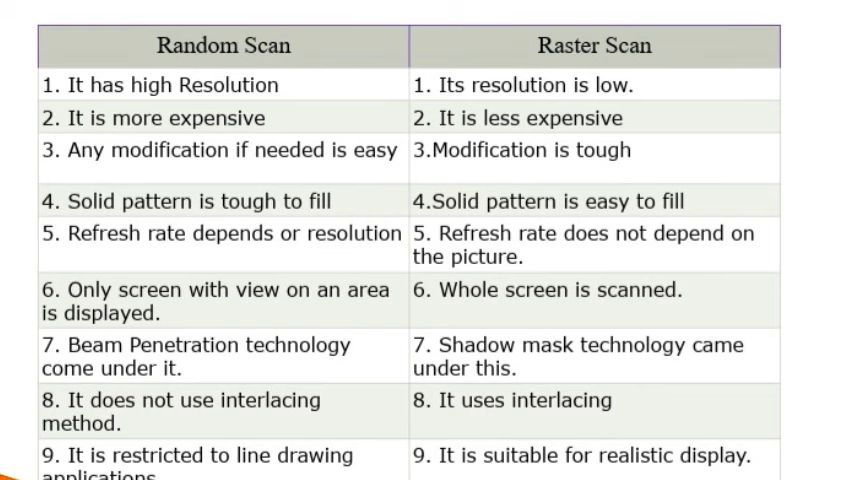 Random Scan
Raster Scan
1. It has high Resolution
1. Its resolution is low.
2. It is more expensive
2. It is less expensive
3. Any modification if needed is easy
3.Modification is tough
4. Solid pattern is tough to fill
4.Solid pattern is easy to fill
5. Refresh rate depends or resolution
5. Refresh rate does not depend on
the picture.
6. Only screen with view on an area
is displayed.
6. Whole screen is scanned.
7. Beam Penetration technology
come under it.
7. Shadow mask technology came
under this.
8. It does not use interlacing
method.
8. It uses interlacing
9. It is restricted to line drawing
applications
9. It is suitable for realistic display.